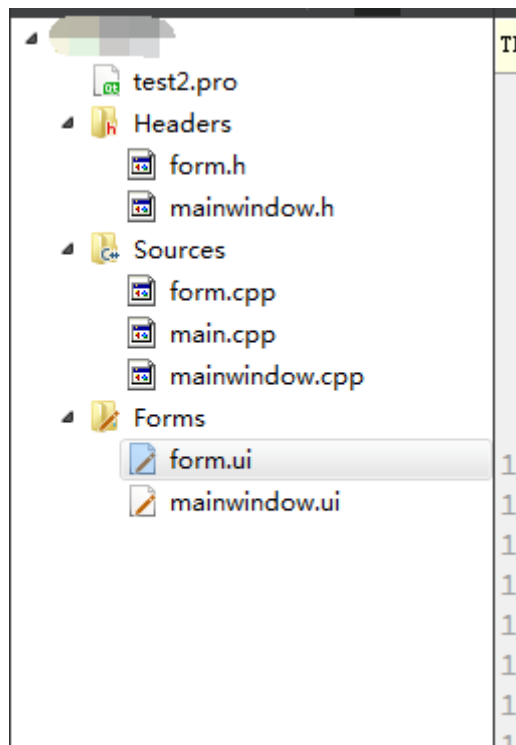 test2.pro
Headers
form.h
mainwindow.h
Sources
form.cpp
main.cpp
mainwindow.cpp
Forms
form.ui
mainwindow.ui